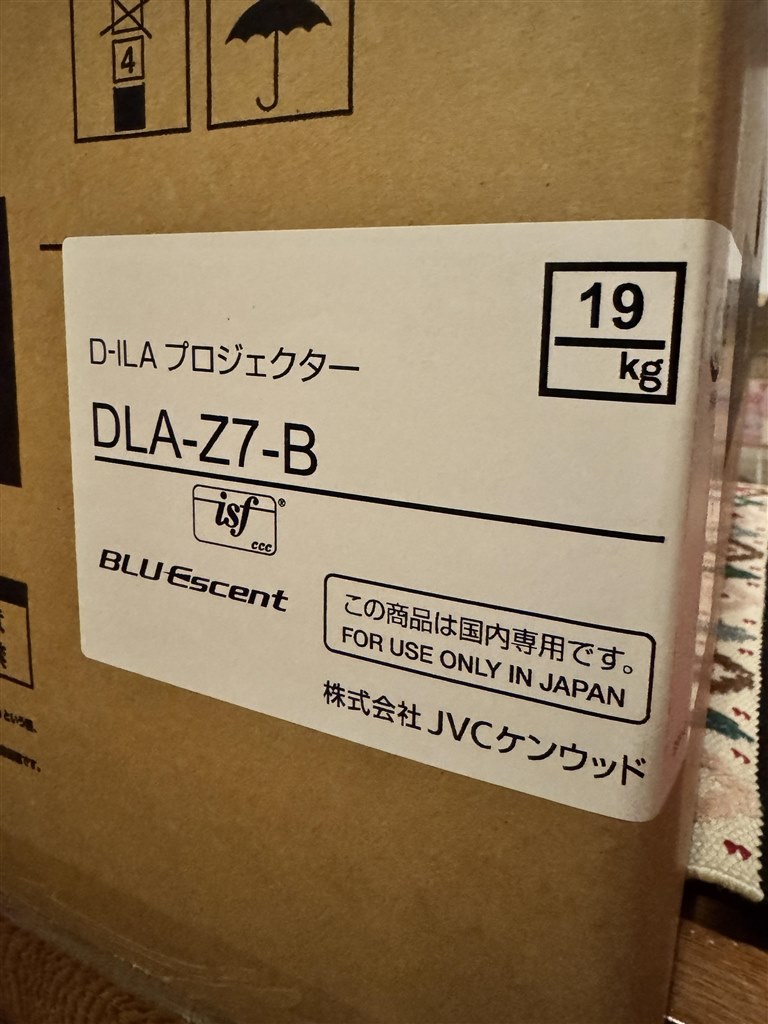 4
19
kg
D-ILA プロジェクター
DLA-Z7-B
isf®
ccc
BLU-Escent
この商品は国内専用です。
FOR USE ONLY IN JAPAN
株式会社 JVCケンウッド